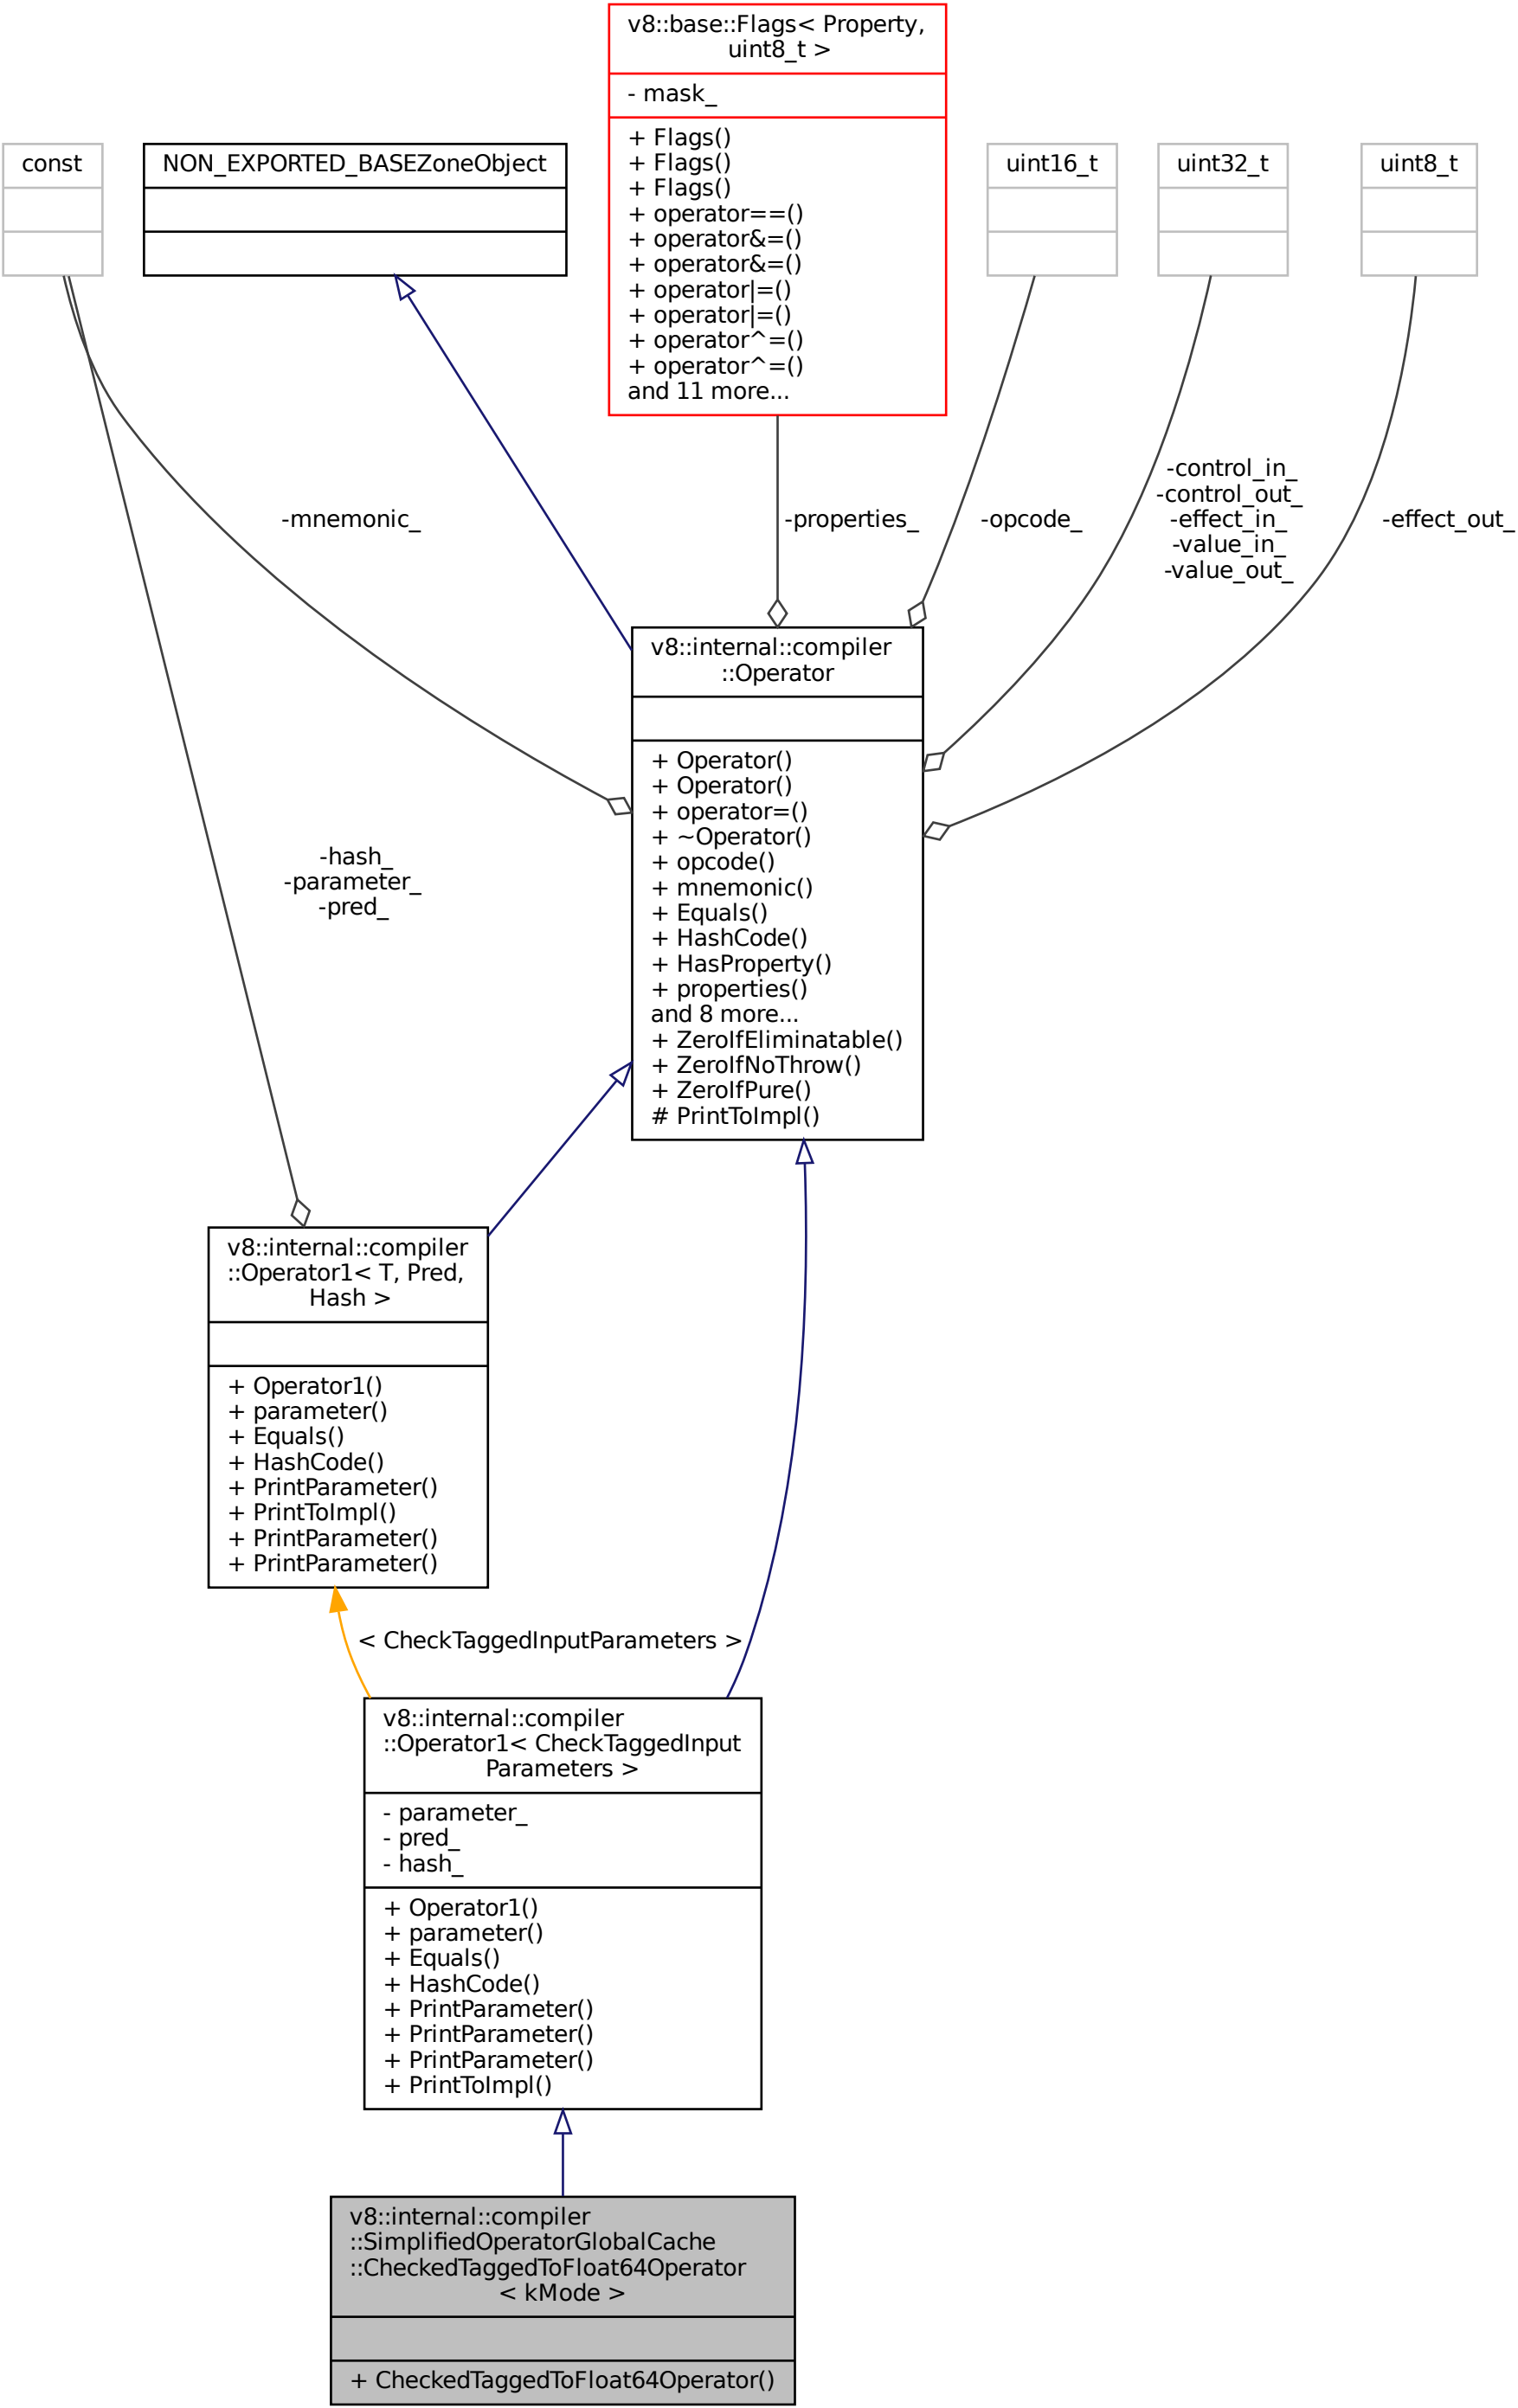 v8::base::Flags< Property,
uint8_t >
- mask_
+ Flags()
+ Flags()
+ Flags()
+ operator==()
+ operator&=()
+ operator&=()
+ operator|=()
+ operator|=()
+ operator^=()
+ operator^=()
and 11 more...
const
NON_EXPORTED_BASEZoneObject
uint16_t
uint32_t
uint8_t
-mnemonic_
-properties_
-opcode_
-control_in_
-control_out_
-effect_in_
-value_in_
-value_out_
-effect_out_
v8::internal::compiler
::Operator
+ Operator()
+ Operator()
+ operator=()
+ ~Operator()
+ opcode()
+ mnemonic()
+ Equals()
+ HashCode()
+ HasProperty()
+ properties()
and 8 more...
+ ZeroIfEliminatable()
+ ZeroIfNoThrow()
+ ZeroIfPure()
# PrintToImpl()
-hash_
-parameter_
-pred_
v8::internal::compiler
::Operator1< T, Pred,
Hash >
+ Operator1()
+ parameter()
+ Equals()
+ HashCode()
+ PrintParameter()
+ PrintToImpl()
+ PrintParameter()
+ PrintParameter()
< CheckTaggedInputParameters >
v8::internal::compiler
::Operator1< CheckTaggedInput
Parameters >
- parameter_
- pred_
- hash_
+ Operator1()
+ parameter()
+ Equals()
+ HashCode()
+ PrintParameter()
+ PrintParameter()
+ PrintParameter()
+ PrintToImpl()
v8::internal::compiler
::SimplifiedOperatorGlobalCache
::CheckedTaggedToFloat64Operator
< kMode >
+ CheckedTaggedToFloat64Operator()